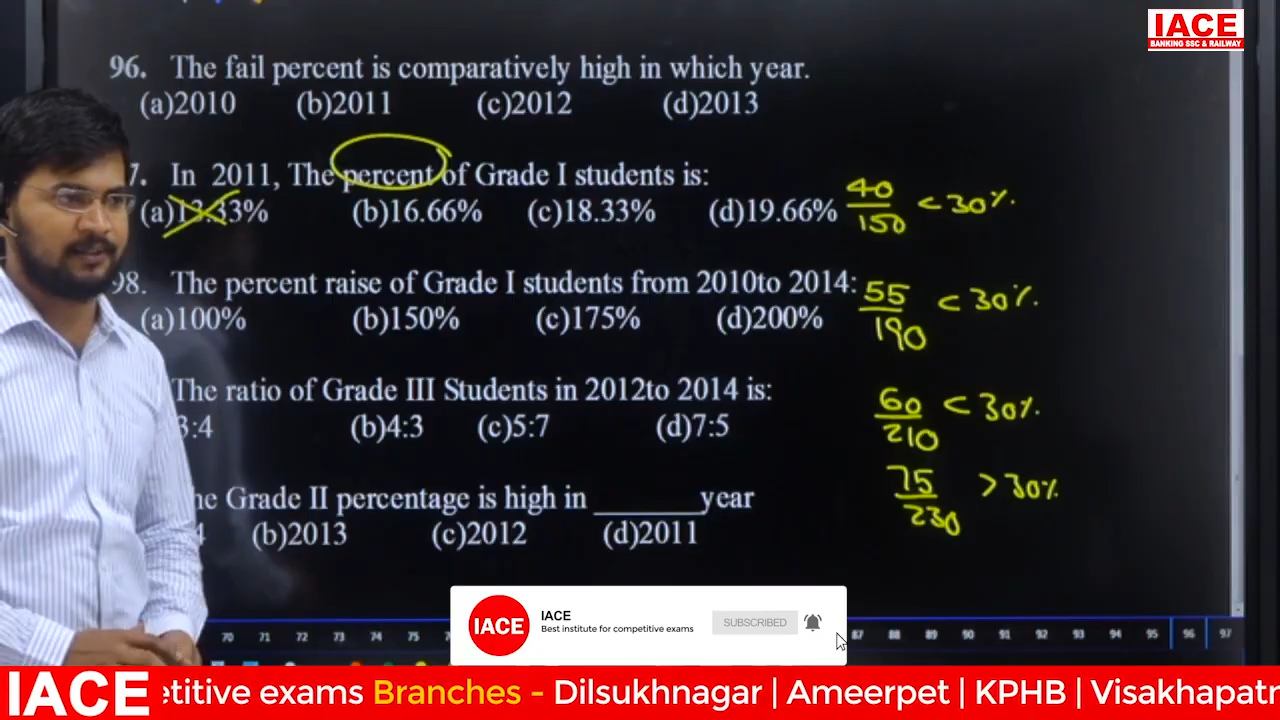 IACE
BANKING SSC & RAILWAY
96. The fail percent is comparatively high in which year.
(a)2010 (b)2011 (c)2012 (d)2013
7. In 2011, The percent of Grade I students is:
(a)13.33% (b)16.66% (c)18.33% (d)19.66%
40/150 <30%
98. The percent raise of Grade I students from 2010to 2014:
(a)100% (b)150% (c)175% (d)200%
55/190 <30%
The ratio of Grade III Students in 2012to 2014 is:
3:4 (b)4:3 (c)5:7 (d)7:5
60/210 <30%
he Grade II percentage is high in ________year
4 (b)2013 (c)2012 (d)2011
75/230 >30%
IACE
IACE
Best institute for competitive exams
SUBSCRIBED
70 71 72 73 74 75 87 88 89 90 91 92 93 94 95 96 97
IACE etitive exams Branches - Dilsukhnagar | Ameerpet | KPHB | Visakhapatn